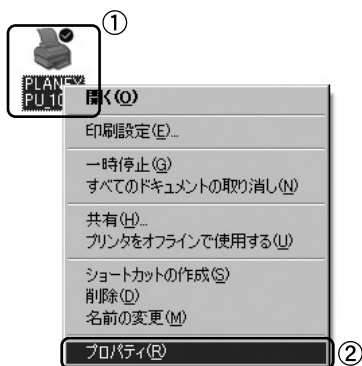 ①
PLANEX
PU_10
開く(O)
印刷設定(E)...
一時停止(G)
すべてのドキュメントの取り消し(N)
共有(H)...
プリンタをオフラインで使用する(U)
ショートカットの作成(S)
削除(D)
名前の変更(M)
プロパティ(R)
②